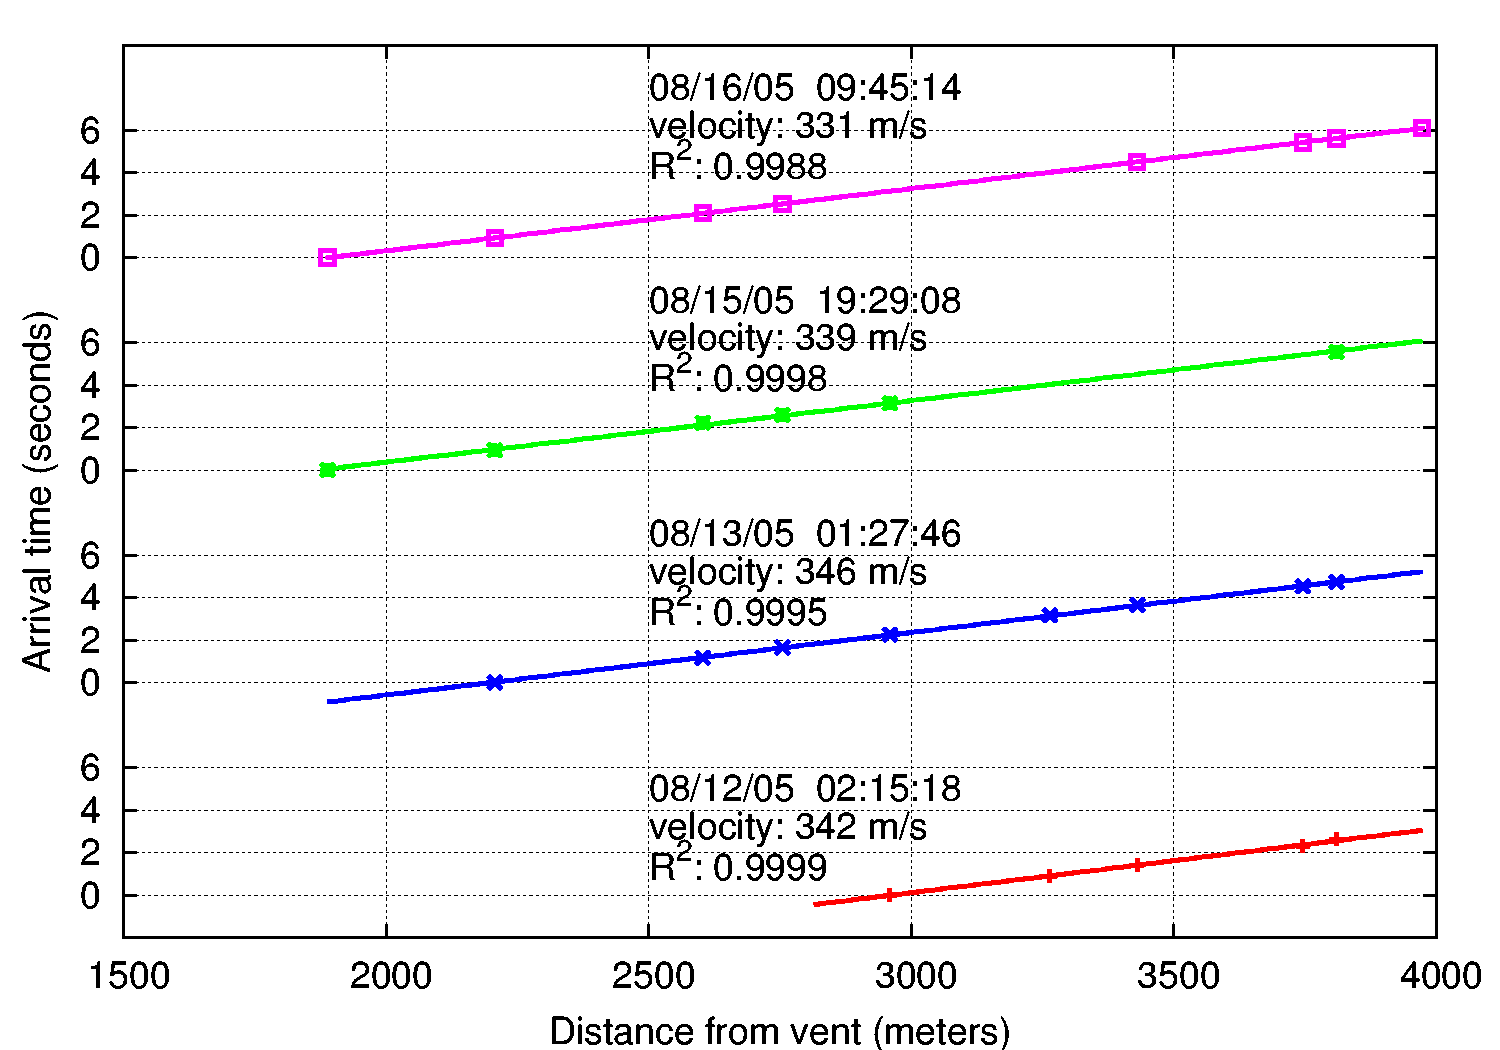 08/16/05 09:45:14
velocity: 331 m/s
R²: 0.9988
6
4
2
0
08/15/05 19:29:08
velocity: 339 m/s
R²: 0.9998
6
4
2
0
08/13/05 01:27:46
velocity: 346 m/s
R²: 0.9995
6
4
2
0
08/12/05 02:15:18
velocity: 342 m/s
R²: 0.9999
6
4
2
0
Arrival time (seconds)
1500 2000 2500 3000 3500 4000
Distance from vent (meters)